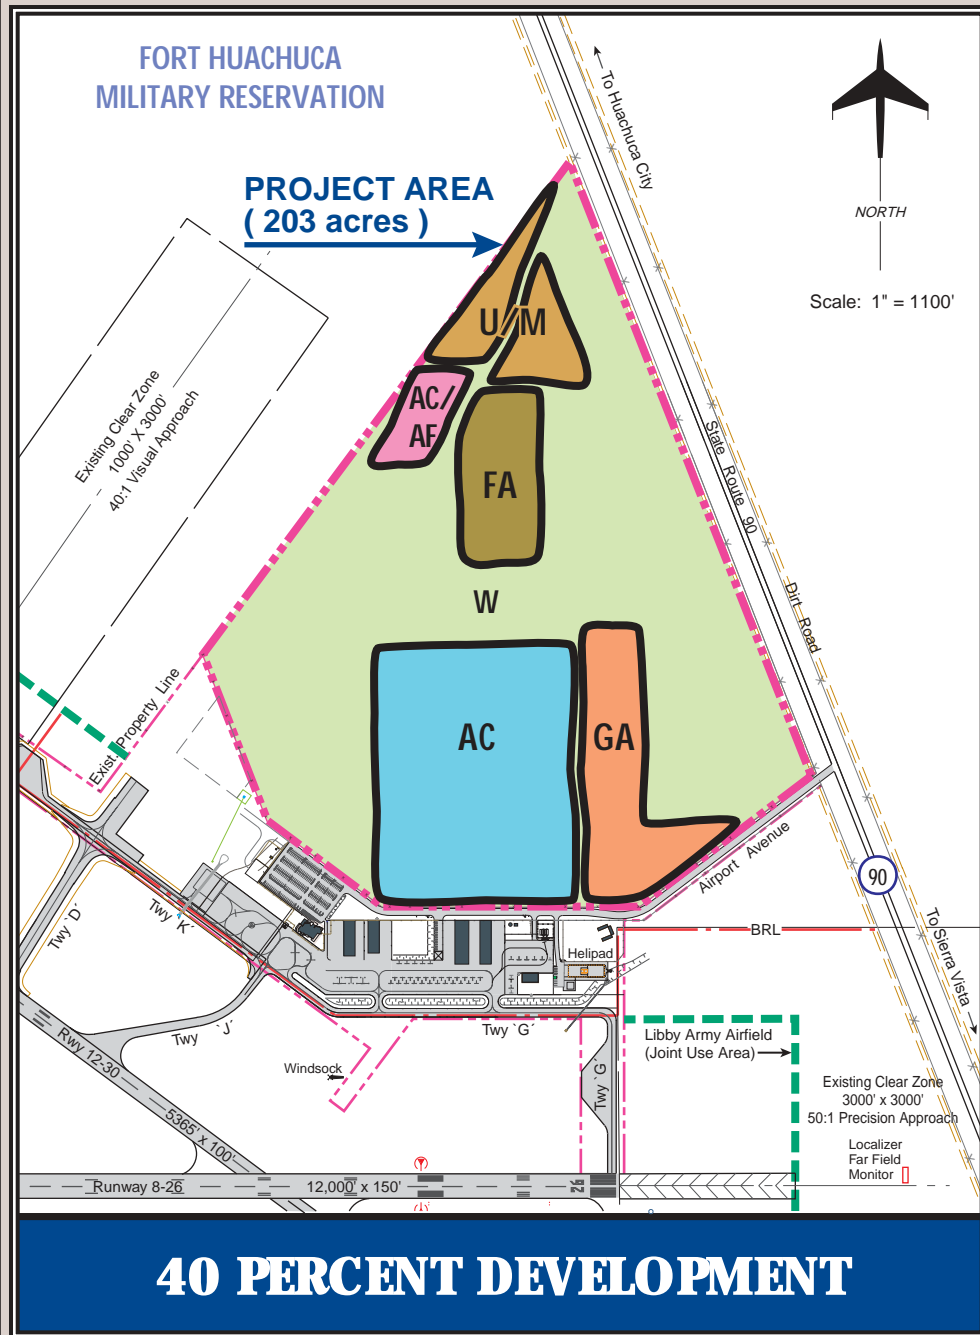 FORT HUACHUCA
MILITARY RESERVATION
To Huachuca City
PROJECT AREA
( 203 acres )
NORTH
Scale: 1" = 1100'
U/M
AC/
AF
FA
Existing Clear Zone
1000' X 3000'
40:1 Visual Approach
State Route 90
Dirt Road
W
AC
GA
Exist. Property Line
Airport Avenue
90
Twy `D´
Twy `K´
To Sierra Vista
BRL
Helipad
Twy `J´
Twy `G´
Libby Army Airfield
(Joint Use Area)
Rwy 12-30
5365' x 100'
Windsock
Twy `G´
Existing Clear Zone
3000' x 3000'
50:1 Precision Approach
Localizer
Far Field
Monitor
Runway 8-26
12,000' x 150'
26
40 PERCENT DEVELOPMENT